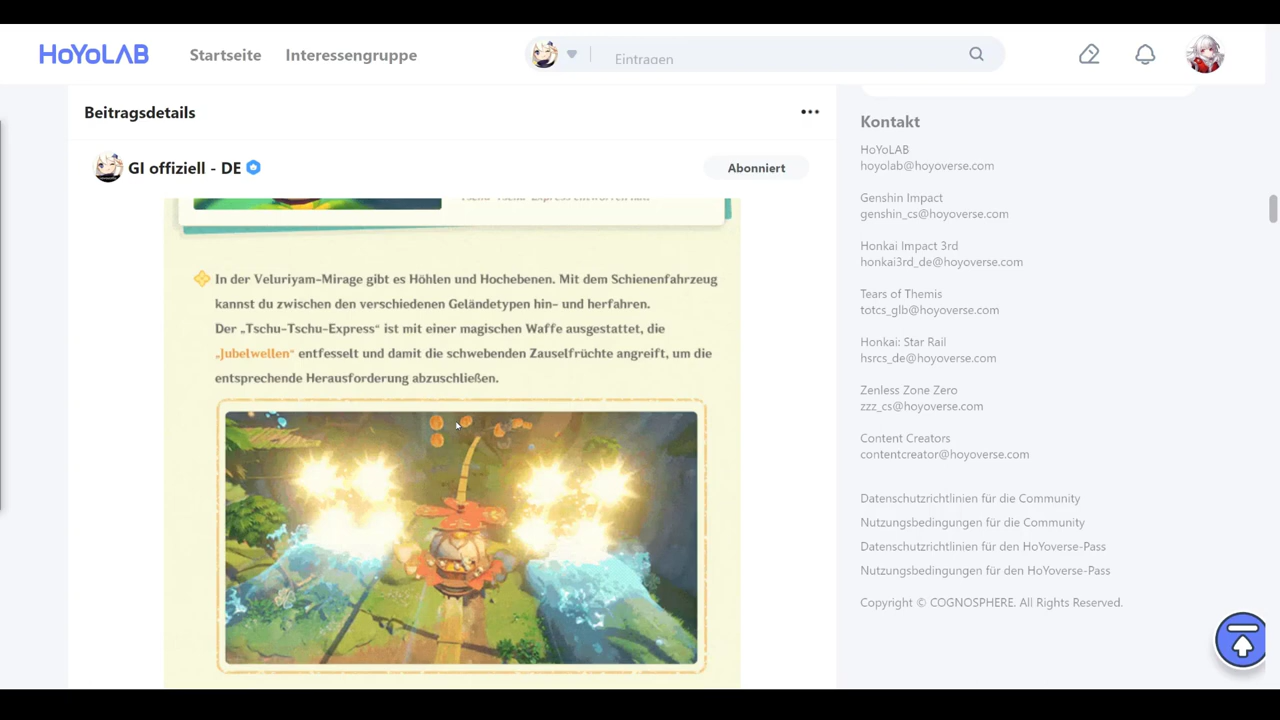 HoYoLAB
Startseite
Interessengruppe
Eintragen
Beitragsdetails
GI offiziell - DE
Abonniert
In der Veluriyam-Mirage gibt es Höhlen und Hochebenen. Mit dem Schienenfahrzeug
kannst du zwischen den verschiedenen Geländetypen hin- und herfahren.
Der „Tschu-Tschu-Express“ ist mit einer magischen Waffe ausgestattet, die
„Jubelwellen“ entfesselt und damit die schwebenden Zauselfrüchte angreift, um die
entsprechende Herausforderung abzuschließen.
Kontakt
HoYoLAB
hoyolab@hoyoverse.com
Genshin Impact
genshin_cs@hoyoverse.com
Honkai Impact 3rd
honkai3rd_de@hoyoverse.com
Tears of Themis
totcs_glb@hoyoverse.com
Honkai: Star Rail
hsrcs_de@hoyoverse.com
Zenless Zone Zero
zzz_cs@hoyoverse.com
Content Creators
contentcreator@hoyoverse.com
Datenschutzrichtlinien für die Community
Nutzungsbedingungen für die Community
Datenschutzrichtlinien für den HoYoverse-Pass
Nutzungsbedingungen für den HoYoverse-Pass
Copyright © COGNOSPHERE. All Rights Reserved.